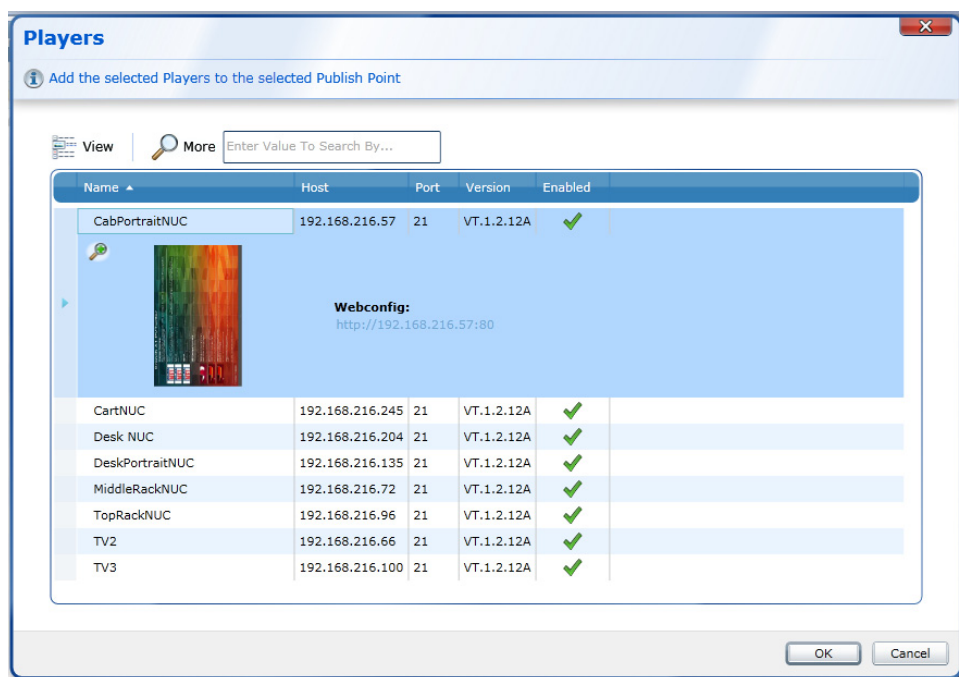 Players
Add the selected Players to the selected Publish Point
View More Enter Value To Search By...
Name Host Port Version Enabled
CabPortraitNUC 192.168.216.57 21 VT.1.2.12A
Webconfig:
http://192.168.216.57:80
CartNUC 192.168.216.245 21 VT.1.2.12A
Desk NUC 192.168.216.204 21 VT.1.2.12A
DeskPortraitNUC 192.168.216.135 21 VT.1.2.12A
MiddleRackNUC 192.168.216.72 21 VT.1.2.12A
TopRackNUC 192.168.216.96 21 VT.1.2.12A
TV2 192.168.216.66 21 VT.1.2.12A
TV3 192.168.216.100 21 VT.1.2.12A
OK Cancel